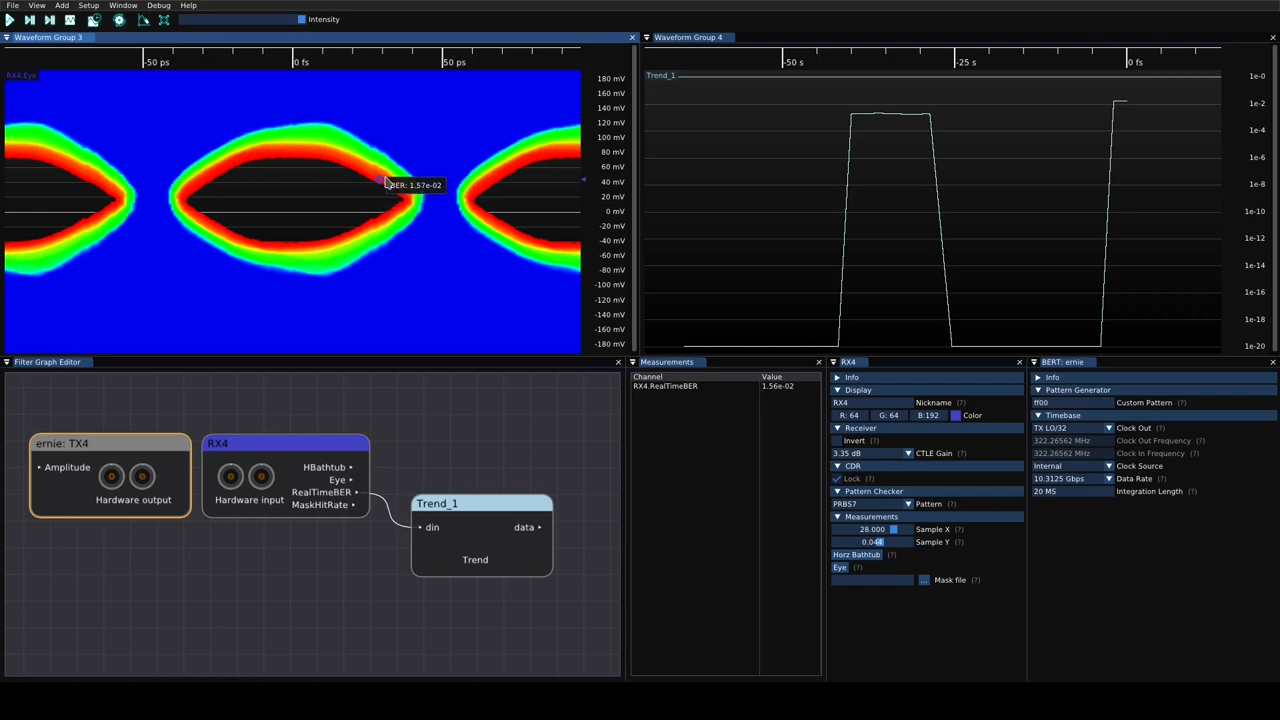 File View Add Setup Window Debug Help
Intensity
Waveform Group 3
-50 ps 0 fs 50 ps
RX4.Eye
180 mV
160 mV
140 mV
120 mV
100 mV
80 mV
60 mV
40 mV
20 mV
0 mV
-20 mV
-40 mV
-60 mV
-80 mV
-100 mV
-120 mV
-140 mV
-160 mV
-180 mV
BER: 1.57e-02
Waveform Group 4
-50 s -25 s 0 fs
Trend_1
1e-0
1e-2
1e-4
1e-6
1e-8
1e-10
1e-12
1e-14
1e-16
1e-18
1e-20
Filter Graph Editor
ernie: TX4
Amplitude
Hardware output
RX4
HBathtub
Eye
RealTimeBER
MaskHitRate
Hardware input
Trend_1
din data
Trend
Measurements
Channel Value
RX4.RealTimeBER 1.56e-02
RX4
Info
Display
RX4 Nickname (?)
R: 64 G: 64 B:192 Color
Receiver
Invert (?)
3.35 dB CTLE Gain (?)
CDR
Lock (?)
Pattern Checker
PRBS7 Pattern (?)
Measurements
28.000 Sample X (?)
0.044 Sample Y (?)
Horz Bathtub (?)
Eye (?)
... Mask file (?)
BERT: ernie
Info
Pattern Generator
ff00 Custom Pattern (?)
Timebase
TX LO/32 Clock Out (?)
322.26562 MHz Clock Out Frequency (?)
322.26562 MHz Clock In Frequency (?)
Internal Clock Source (?)
10.3125 Gbps Data Rate (?)
20 MS Integration Length (?)